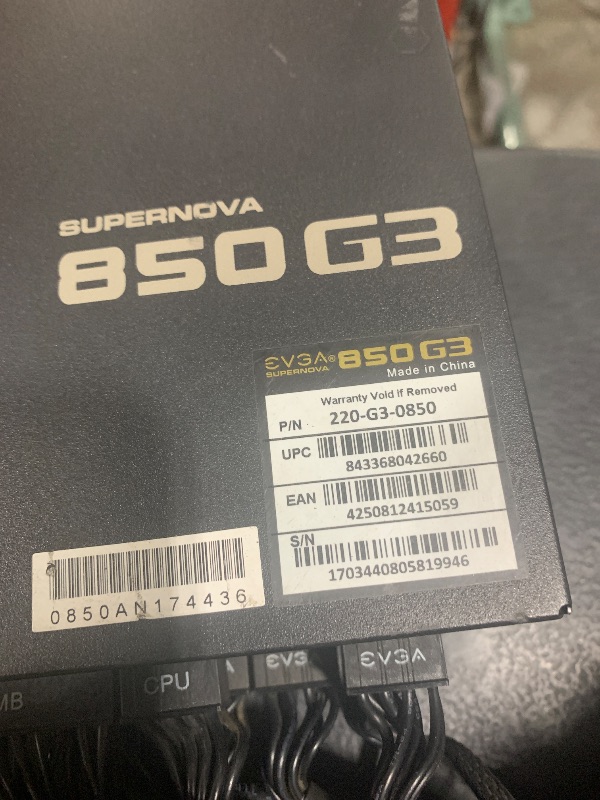 SUPERNOVA
850 G3
EVGA® 850 G3
SUPERNOVA
Made in China
Warranty Void If Removed
P/N 220-G3-0850
UPC
843368042660
EAN
4250812415059
S/N
1703440805819946
0850AN174436
MB
CPU
A
EVG
EVGA